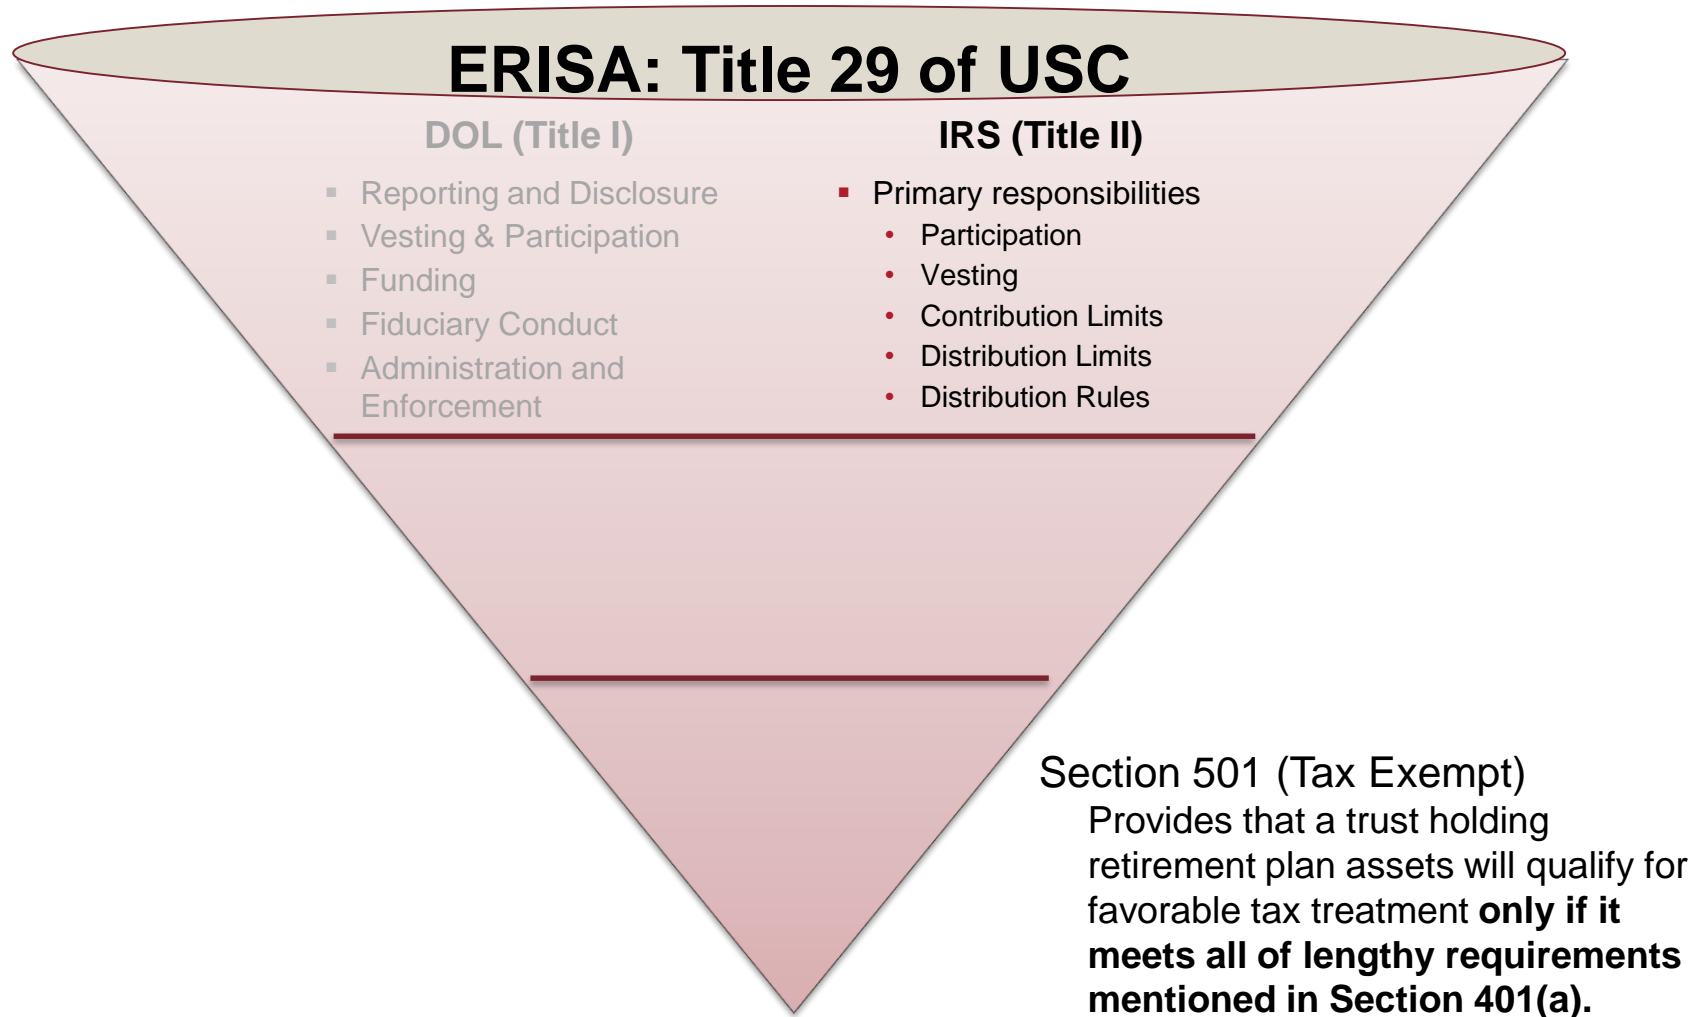 ERISA: Title 29 of USC
DOL (Title I)
Reporting and Disclosure
Vesting & Participation
Funding
Fiduciary Conduct
Administration and
Enforcement
IRS (Title II)
Primary responsibilities
Participation
Vesting
Contribution Limits
Distribution Limits
Distribution Rules
Section 501 (Tax Exempt)
Provides that a trust holding
retirement plan assets will qualify for
favorable tax treatment only if it
meets all of lengthy requirements
mentioned in Section 401(a).